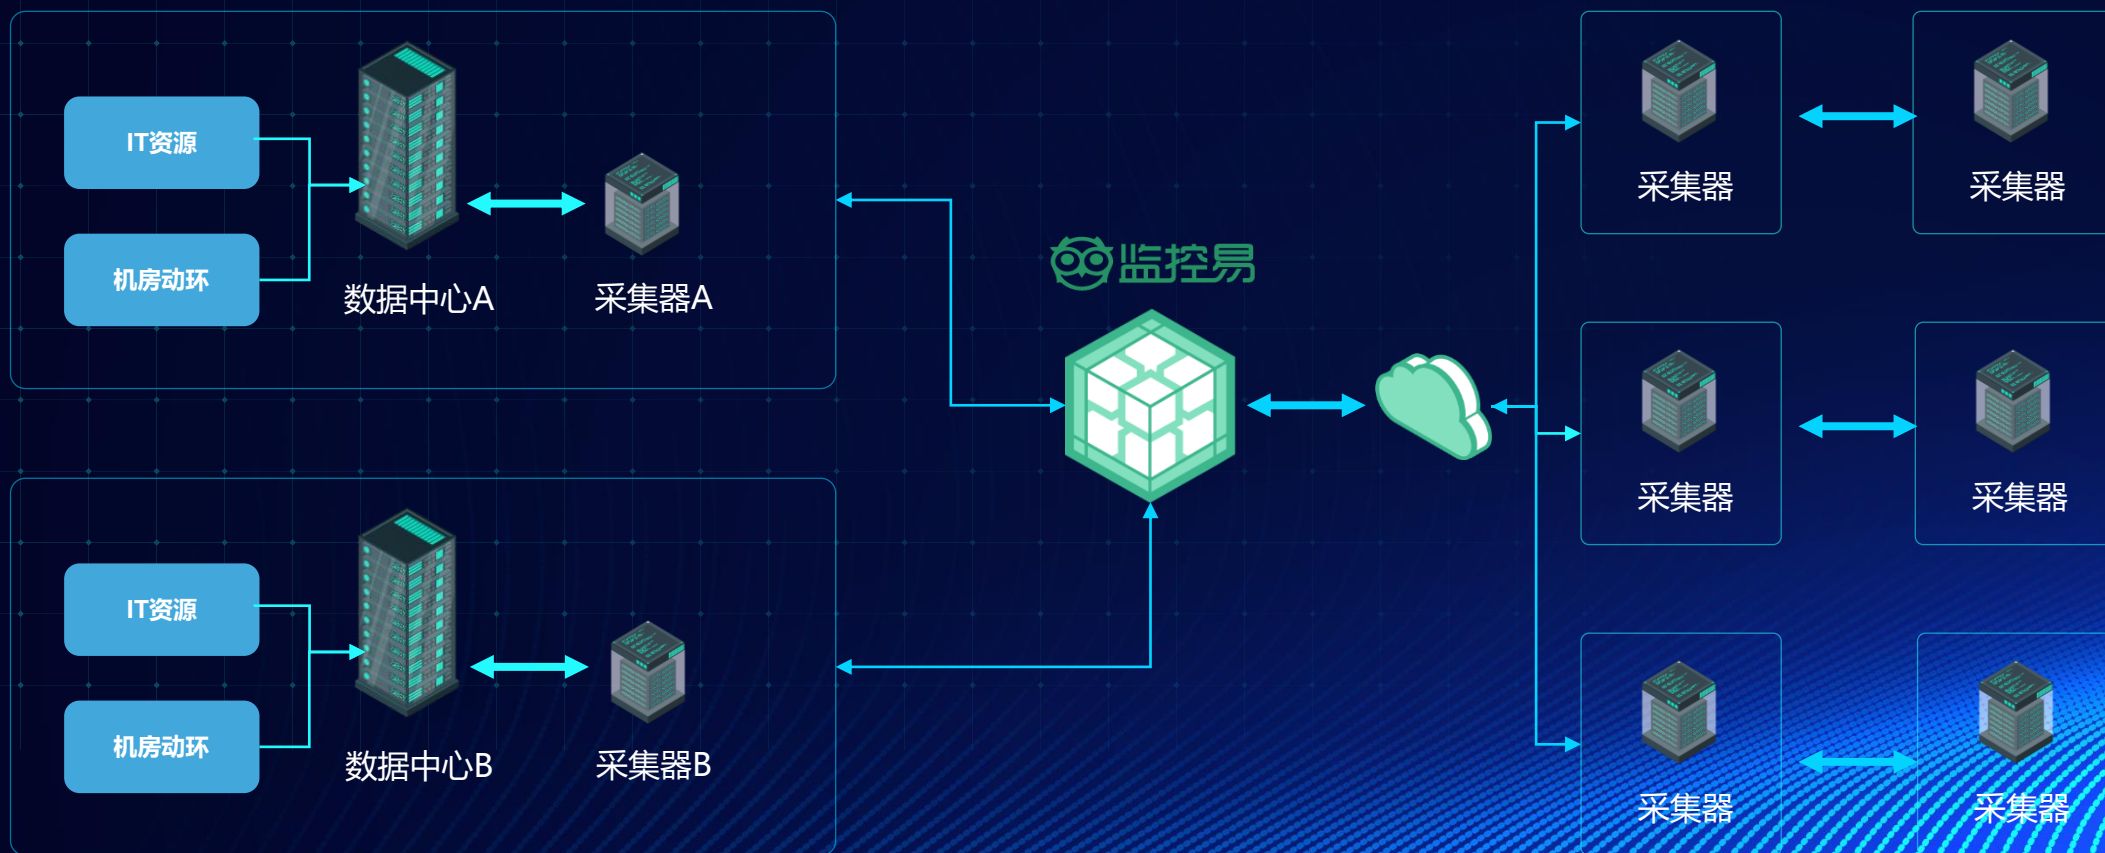 IT资源
机房动环
数据中心A
采集器A
IT资源
机房动环
数据中心B
采集器B
监控易
采集器
采集器
采集器
采集器
采集器
采集器